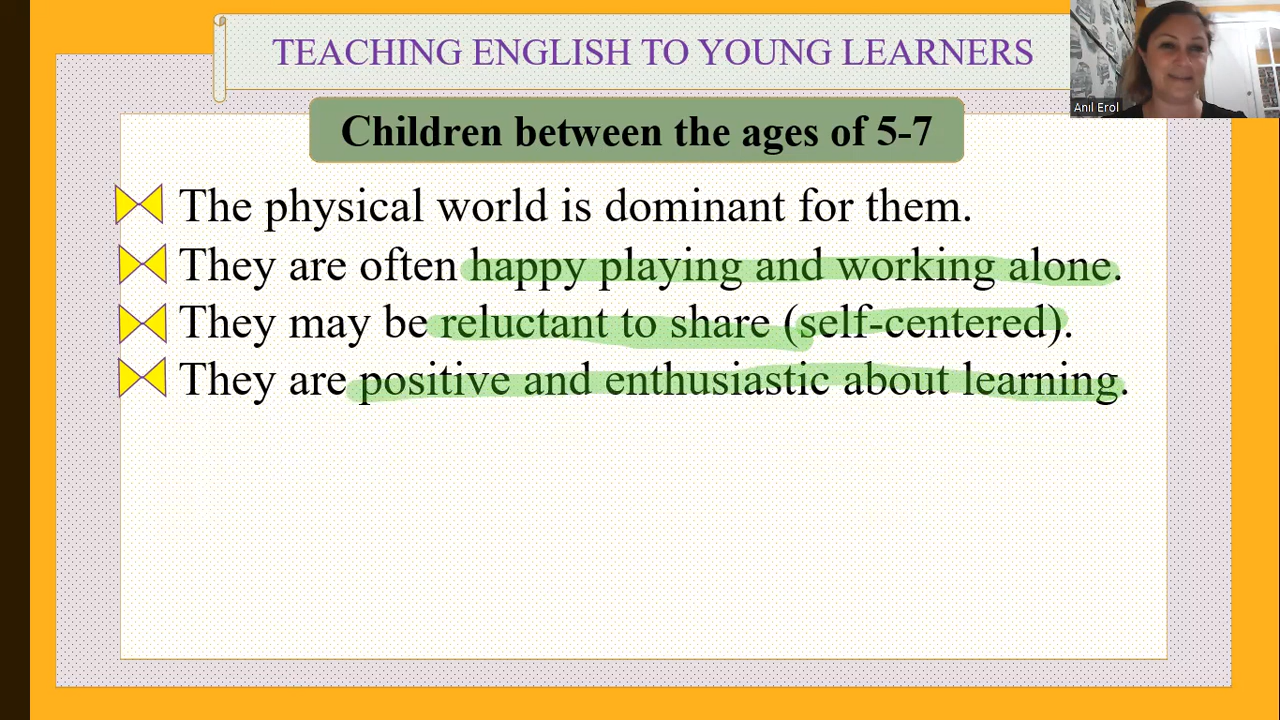 TEACHING ENGLISH TO YOUNG LEARNERS
Anıl Erol
Children between the ages of 5-7
The physical world is dominant for them.
They are often happy playing and working alone.
They may be reluctant to share (self-centered).
They are positive and enthusiastic about learning.